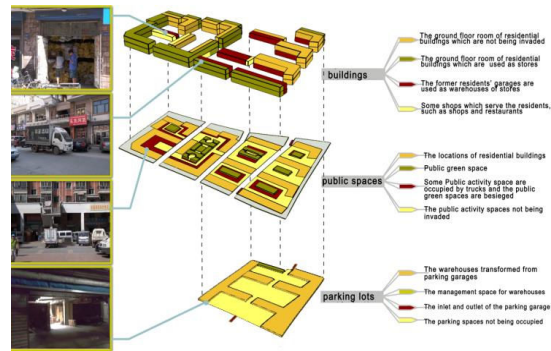 The ground floor room of residential
buildings which are not being invaded
The ground floor room of residential
buildings which are used as stores
buildings
The former residents' garages are
used as warehouses of stores
Some shops which serve the residents,
such as shops and restaurants
The locations of residential buildings
Public green space
public spaces
Some Public activity space are
occupied by trucks and the public
green spaces are besieged
The public activity spaces not being
invaded
The warehouses transformed from
parking garages
The management space for warehouses
parking lots
The inlet and outlet of the parking garage
The parking spaces not being occupied